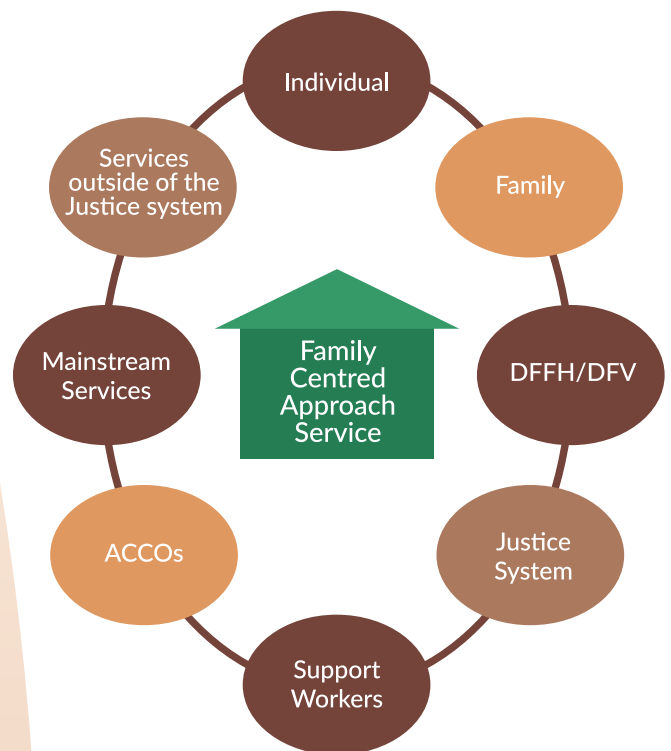 Individual
Family
DFFH/DFV
Justice
System
Support
Workers
ACCOs
Mainstream
Services
Services
outside of the
Justice system
Family
Centred
Approach
Service